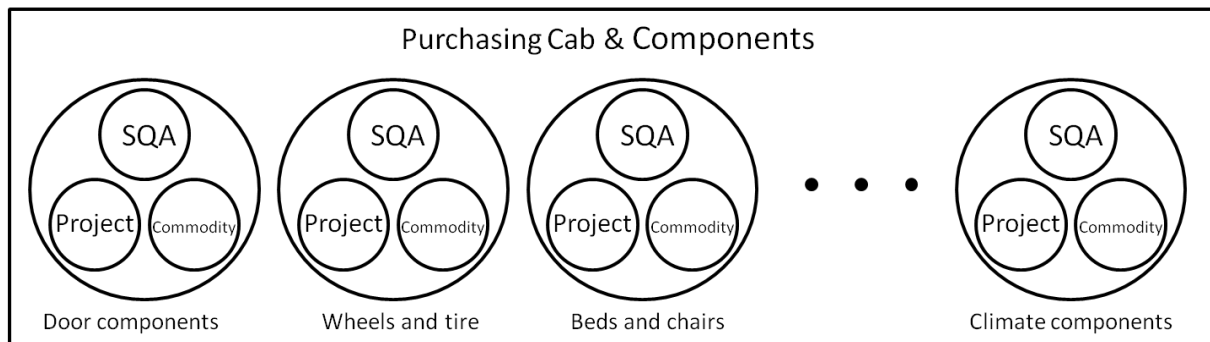 Purchasing Cab & Components
SQA
SQA
SQA
SQA
Project
Commodity
Project
Commodity
Project
Commodity
Project
Commodity
Door components
Wheels and tire
Beds and chairs
Climate components